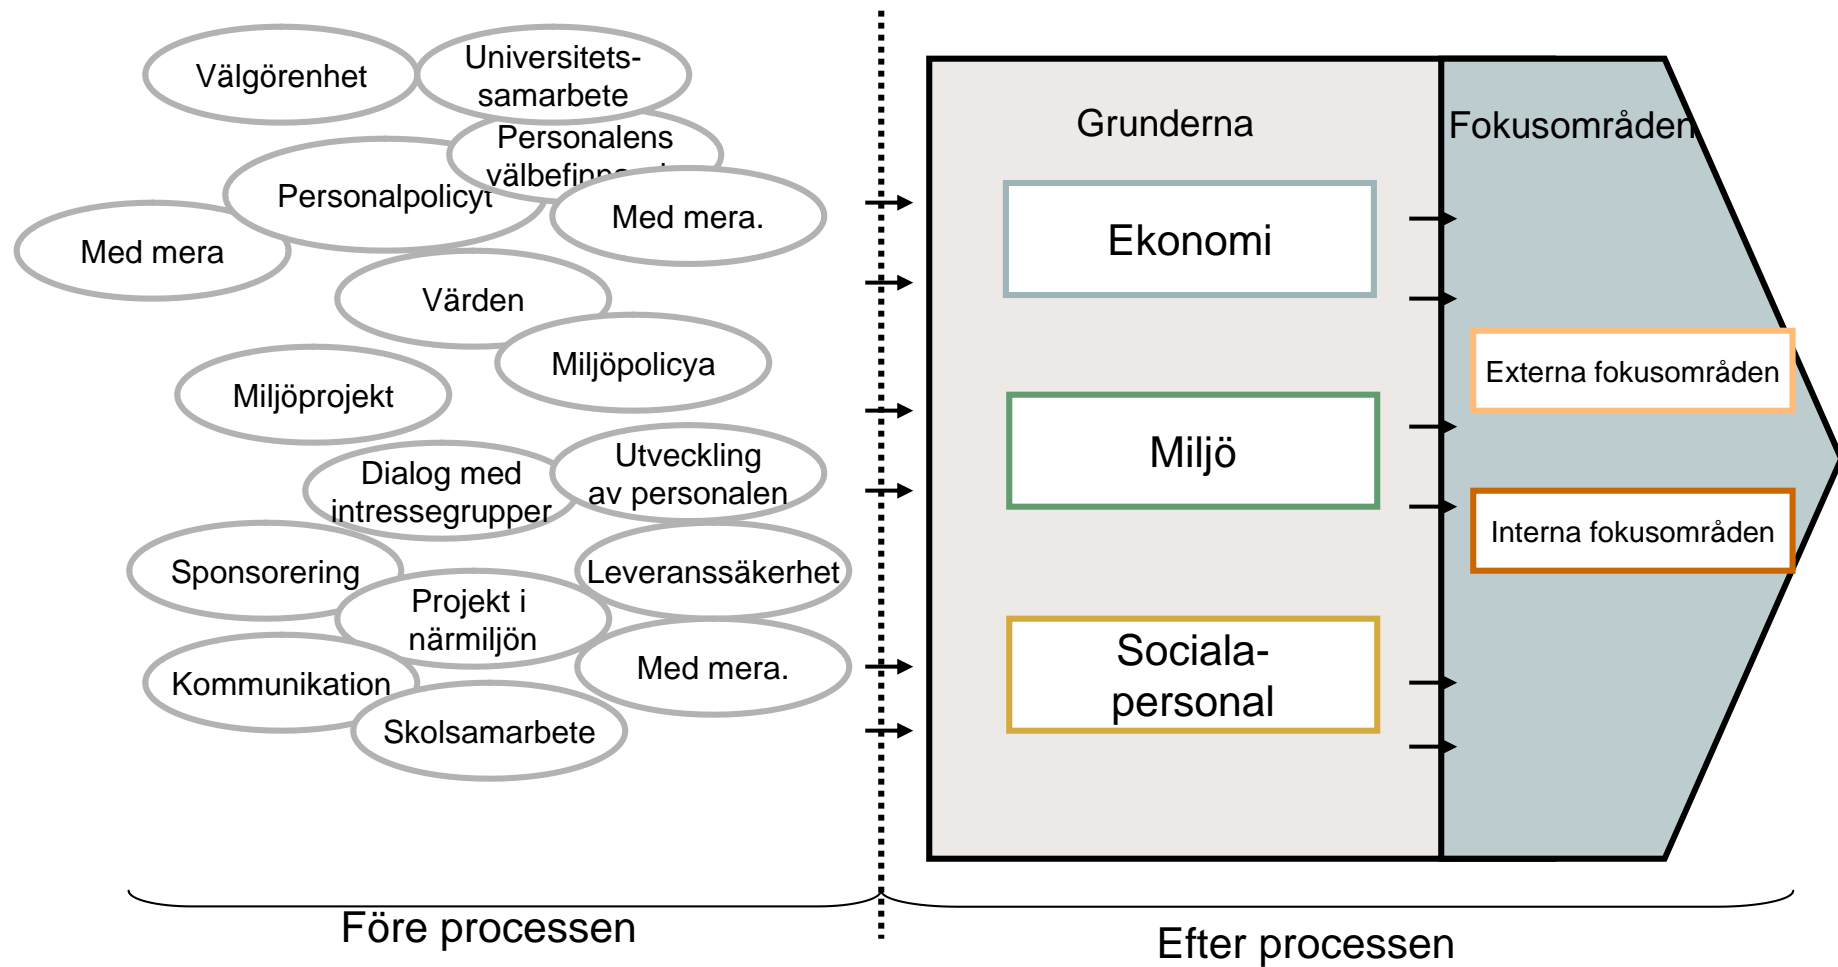 Välgörenhet
Universitets-
samarbete
Personalens
Personalpolicyt
Med mera.
Med mera
Värden
Miljöpolicya
Miljöprojekt
Dialog med
intressegrupper
Utveckling
av personalen
Sponsorering
Leveranssäkerhet
Projekt i
närmiljön
Med mera.
Kommunikation
Skolsamarbete
Före processen
Grunderna
Ekonomi
Miljö
Sociala-
personal
Fokusområden
Externa fokusområden
Interna fokusområden
Efter processen